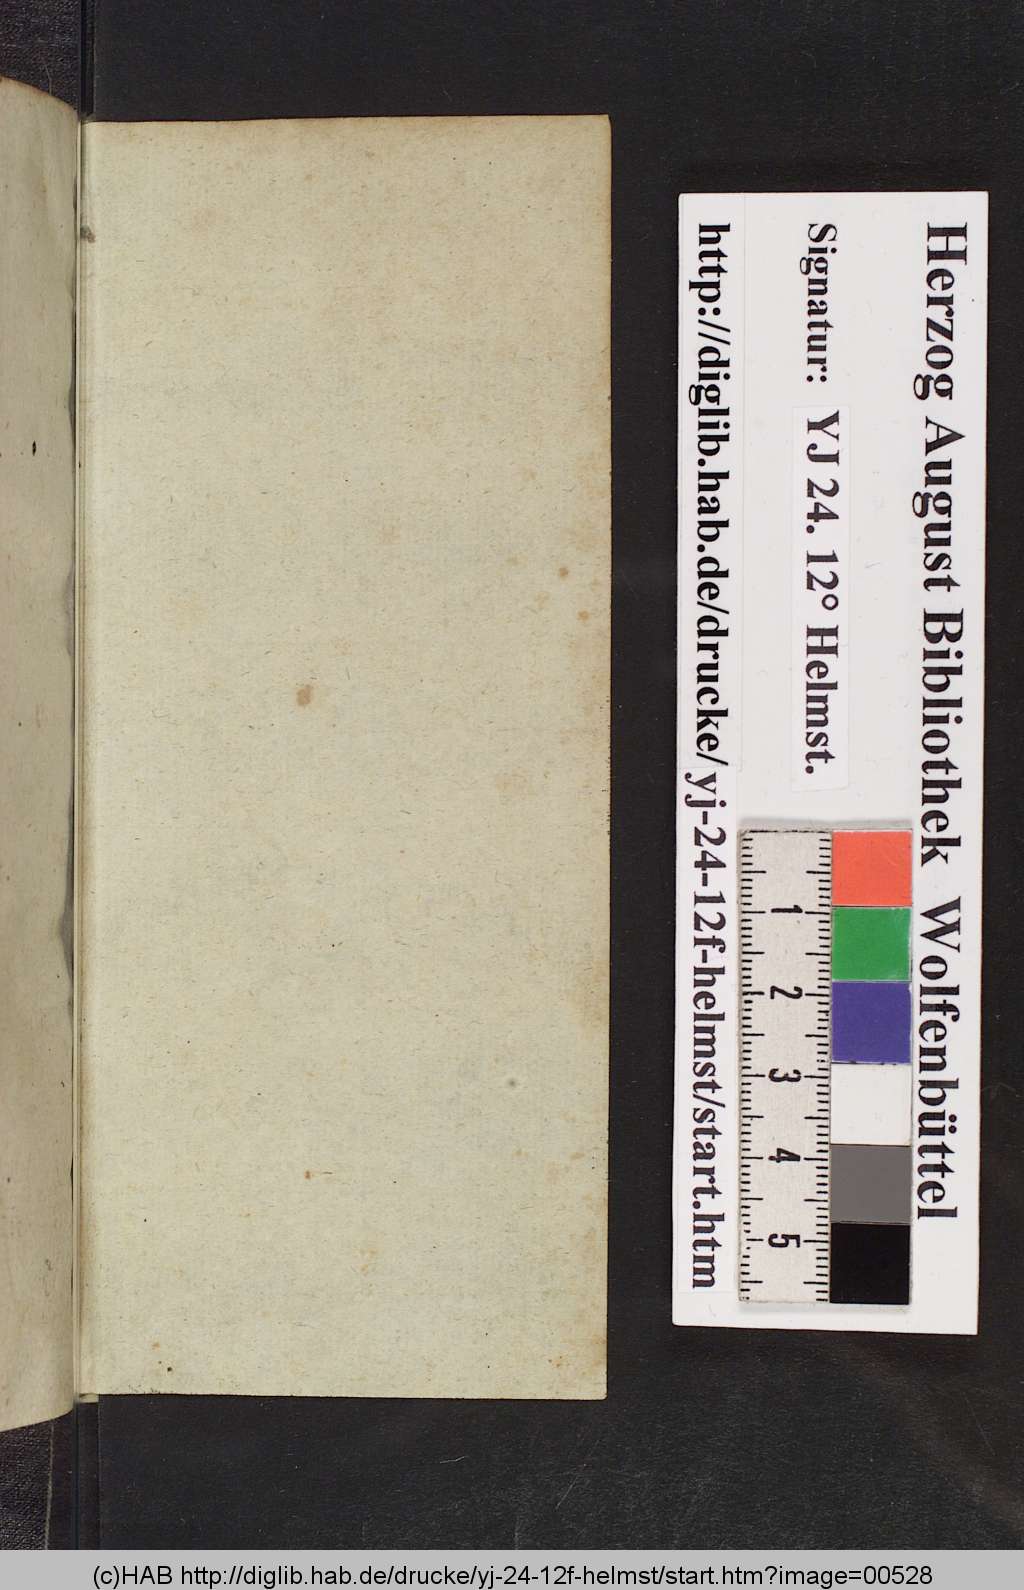 Herzog August Bibliothek Wolfenbüttel
Signatur: YJ 24. 12° Helmst.
http://diglib.hab.de/drucke/yj-24-12f-helmst/start.htm
1
2
3
4
5
(c)HAB http://diglib.hab.de/drucke/yj-24-12f-helmst/start.htm?image=00528